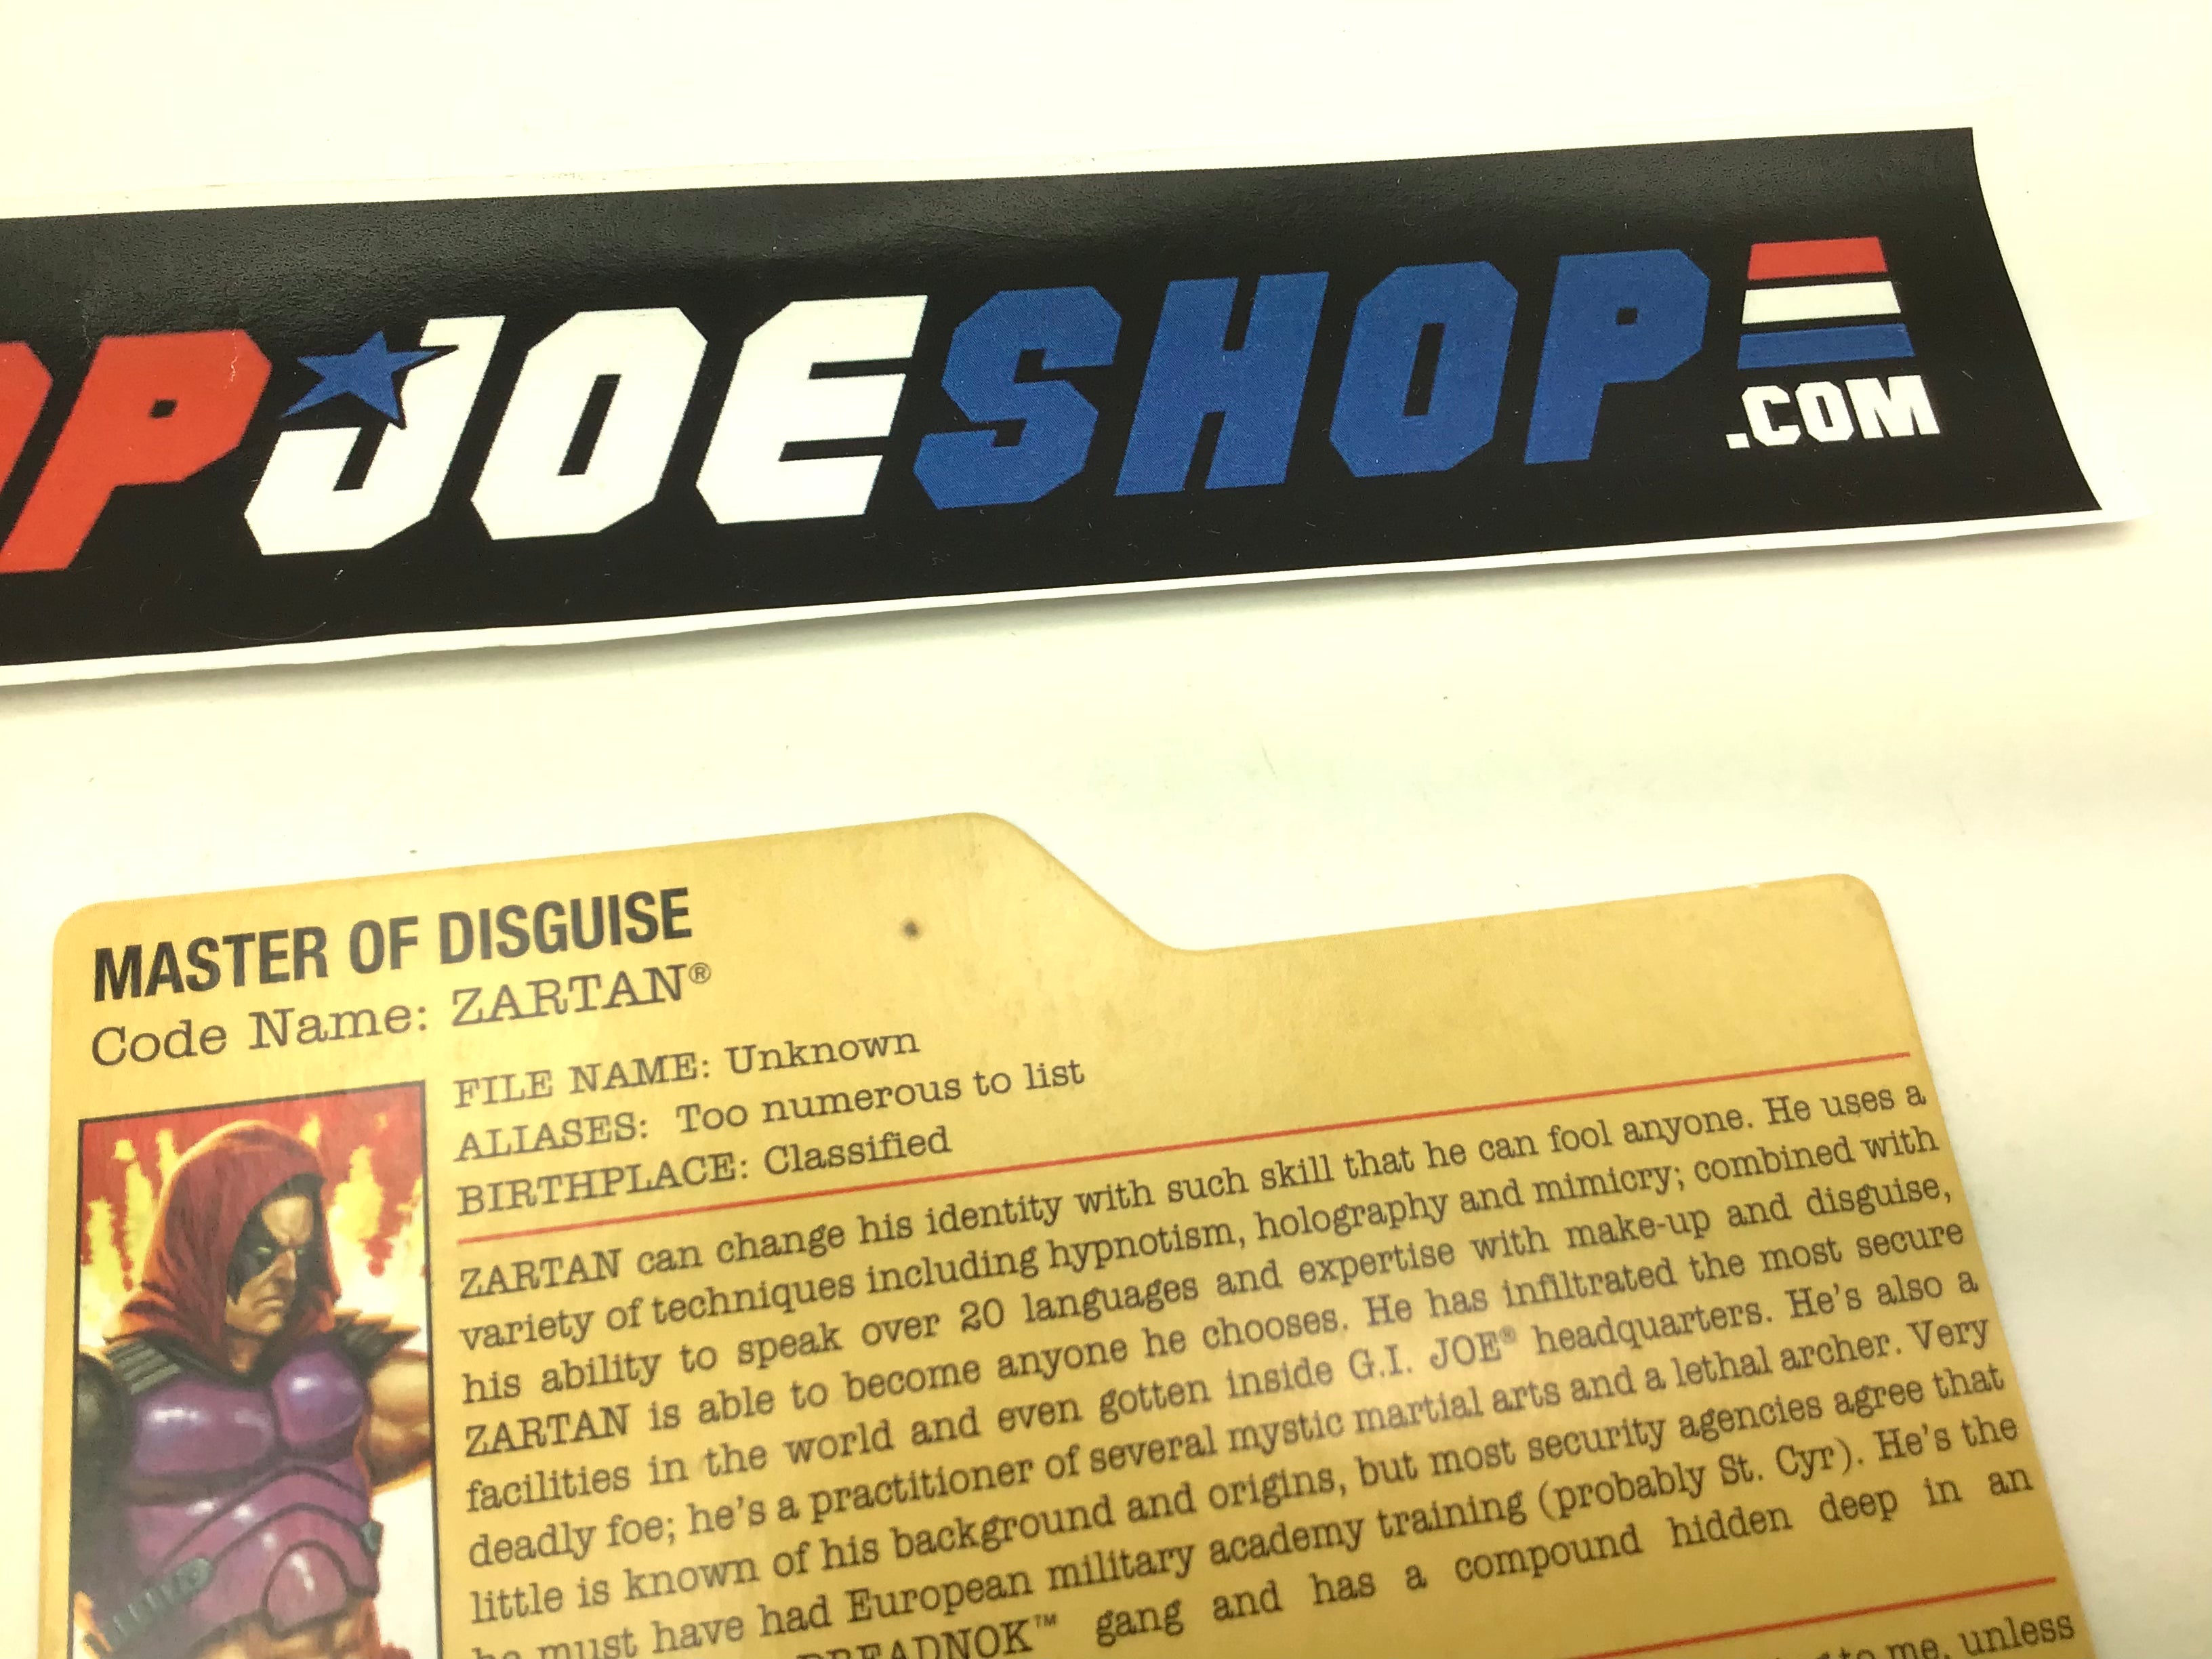 OPJOESHOP
.COM
MASTER OF DISGUISE
Code Name: ZARTAN®
FILE NAME: Unknown
ALIASES: Too numerous to list
BIRTHPLACE: Classified
ZARTAN can change his identity with such skill that he can fool anyone. He uses a
variety of techniques including hypnotism, holography and mimicry; combined with
his ability to speak over 20 languages and expertise with make-up and disguise,
ZARTAN is able to become anyone he chooses. He has infiltrated the most secure
facilities in the world and even gotten inside G.I. JOE® headquarters. He's also a
deadly foe; he's a practitioner of several mystic martial arts and a lethal archer. Very
little is known of his background and origins, but most security agencies agree that
he must have had European military academy training (probably St. Cyr). He's the
DREADNOK™ gang and has a compound hidden deep in an
to me, unless